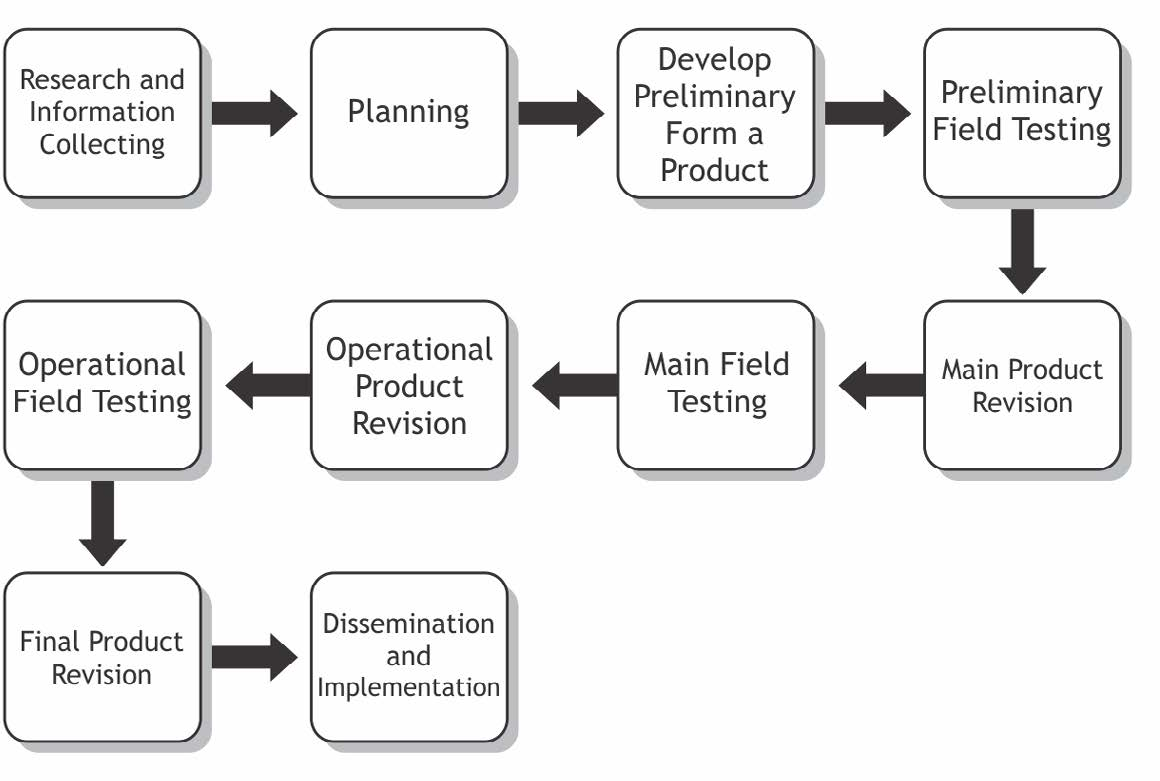 Research and
Information
Collecting
Planning
Develop
Preliminary
Form a
Product
Preliminary
Field Testing
Operational
Field Testing
Operational
Product
Revision
Main Field
Testing
Main Product
Revision
Final Product
Revision
Dissemination
and
Implementation